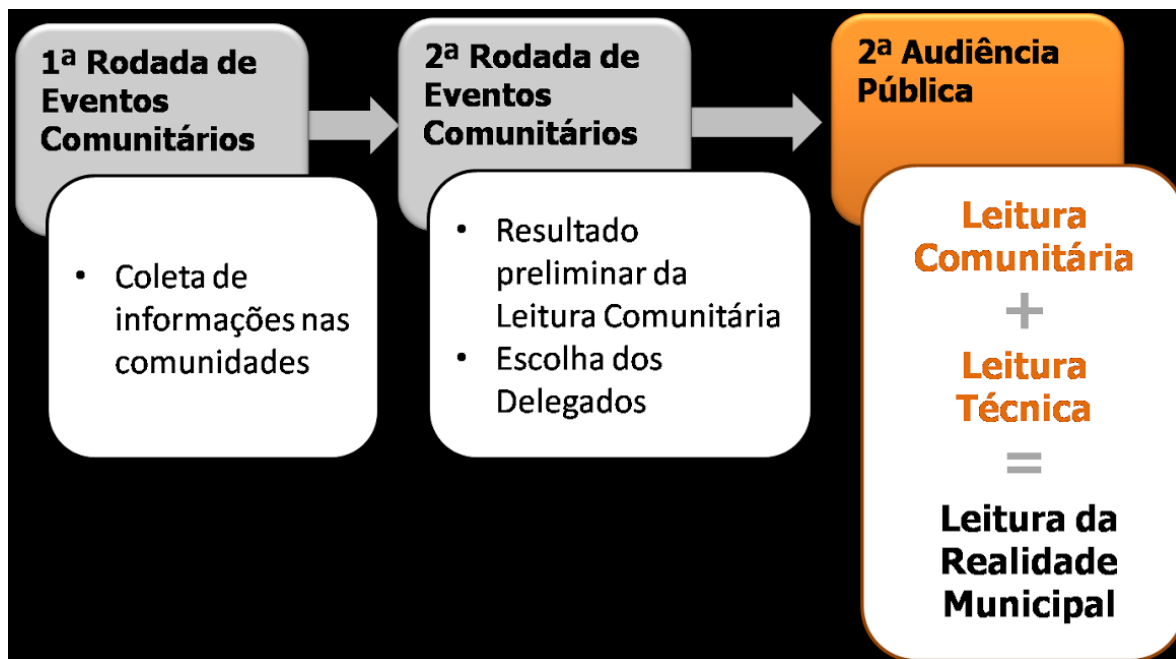 1ª Rodada de
Eventos
Comunitários
• Coleta de
informações nas
comunidades
2ª Rodada de
Eventos
Comunitários
• Resultado
preliminar da
Leitura Comunitária
• Escolha dos
Delegados
2ª Audiência
Pública
Leitura
Comunitária
+
Leitura
Técnica
=
Leitura da
Realidade
Municipal